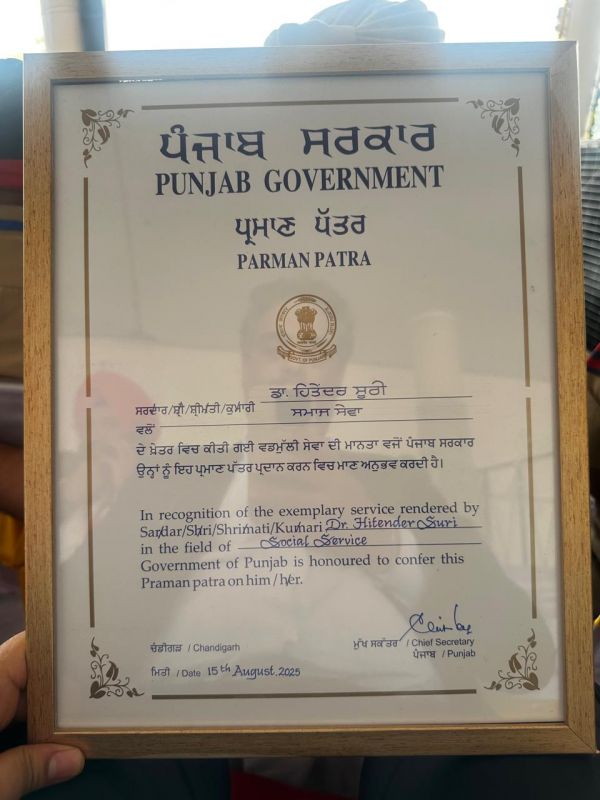 ਪੰਜਾਬ ਸਰਕਾਰ
PUNJAB GOVERNMENT
ਪ੍ਰਮਾਣ ਪੱਤਰ
PARMAN PATRA
GOVT. OF PUNJAB
ਸਰਦਾਰ/ਸ਼੍ਰੀ/ਸ਼੍ਰੀਮਤੀ/ਕੁਮਾਰੀ ਡਾ. ਹਿਤੇਂਦਰ ਸੂਰੀ
ਵਲੋਂ ਸਮਾਜ ਸੇਵਾ
ਦੇ ਖ਼ੇਤਰ ਵਿਚ ਕੀਤੀ ਗਈ ਵਡਮੁੱਲੀ ਸੇਵਾ ਦੀ ਮਾਨਤਾ ਵਜੋਂ ਪੰਜਾਬ ਸਰਕਾਰ
ਉਨ੍ਹਾਂ ਨੂੰ ਇਹ ਪ੍ਰਮਾਣ ਪੱਤਰ ਪ੍ਰਦਾਨ ਕਰਨ ਵਿਚ ਮਾਣ ਅਨੁਭਵ ਕਰਦੀ ਹੈ।
In recognition of the exemplary service rendered by
Sardar/Shri/Shrimati/Kumari Dr. Hitender Suri
in the field of Social Service
Government of Punjab is honoured to confer this
Praman patra on him/her.
ਚੰਡੀਗੜ / Chandigarh
ਮਿਤੀ / Date 15th August, 2025
ਮੁੱਖ ਸਕੱਤਰ / Chief Secretary
ਪੰਜਾਬ / Punjab